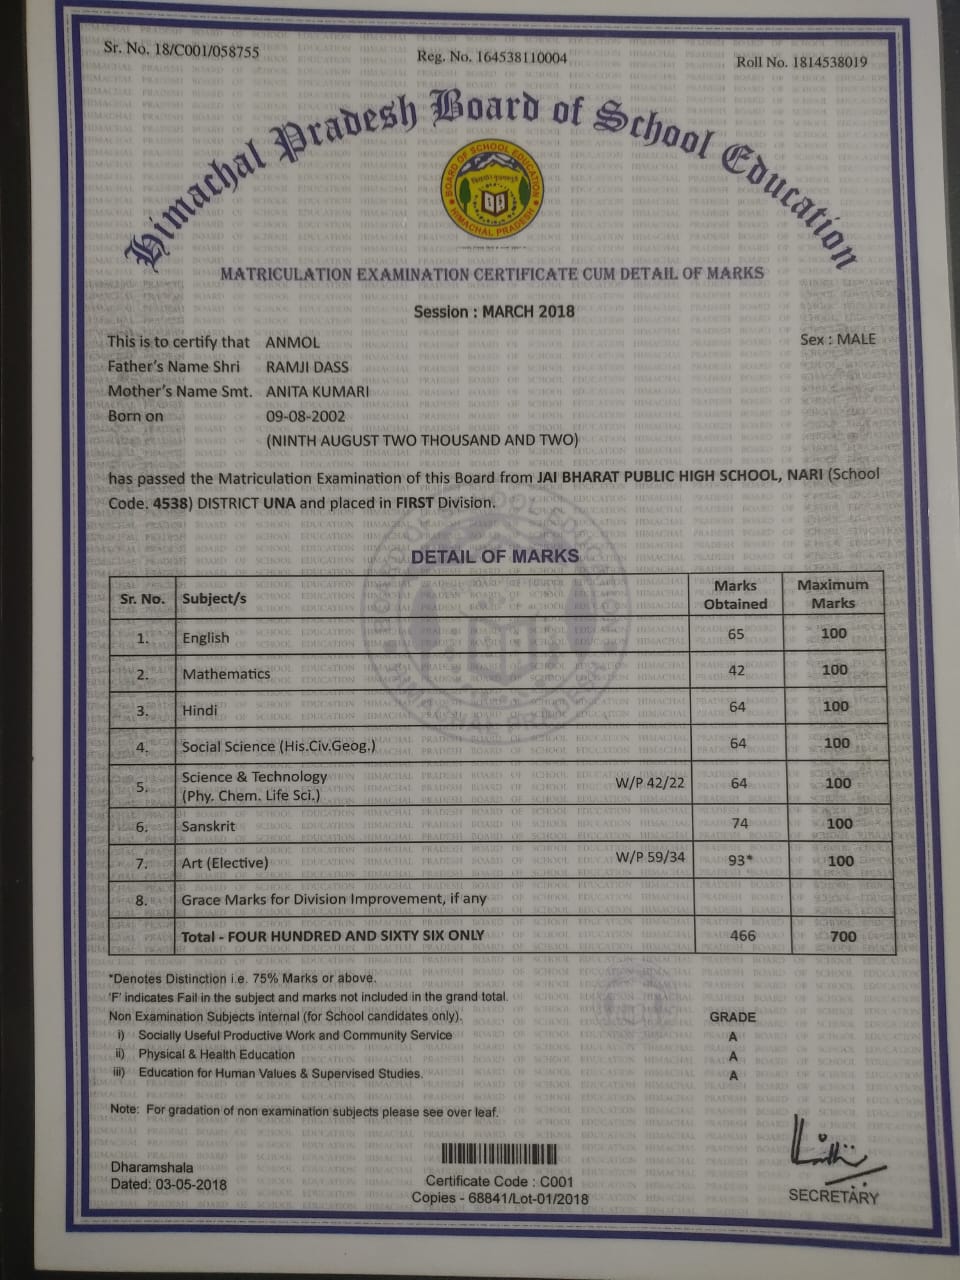 Sr. No. 18/C001/058755 Reg. No. 164538110004 Roll No. 1814538019
Himachal Pradesh Board of School Education
BOARD OF SCHOOL EDUCATION
HIMACHAL PRADESH
MATRICULATION EXAMINATION CERTIFICATE CUM DETAIL OF MARKS
Session : MARCH 2018
This is to certify that ANMOL Sex : MALE
Father's Name Shri RAMJI DASS
Mother's Name Smt. ANITA KUMARI
Born on 09-08-2002
(NINTH AUGUST TWO THOUSAND AND TWO)
has passed the Matriculation Examination of this Board from JAI BHARAT PUBLIC HIGH SCHOOL, NARI (School
Code. 4538) DISTRICT UNA and placed in FIRST Division.
DETAIL OF MARKS
Sr. No. Subject/s Marks Obtained Maximum Marks
1. English 65 100
2. Mathematics 42 100
3. Hindi 64 100
4. Social Science (His.Civ.Geog.) 64 100
5. Science & Technology (Phy. Chem. Life Sci.) W/P 42/22 64 100
6. Sanskrit 74 100
7. Art (Elective) W/P 59/34 93* 100
8. Grace Marks for Division Improvement, if any
Total - FOUR HUNDRED AND SIXTY SIX ONLY 466 700
*Denotes Distinction i.e. 75% Marks or above.
'F' indicates Fail in the subject and marks not included in the grand total.
Non Examination Subjects internal (for School candidates only). GRADE
i) Socially Useful Productive Work and Community Service A
ii) Physical & Health Education A
iii) Education for Human Values & Supervised Studies. A
Note: For gradation of non examination subjects please see over leaf.
Dharamshala
Dated: 03-05-2018
Certificate Code : C001
Copies - 68841/Lot-01/2018
SECRETARY